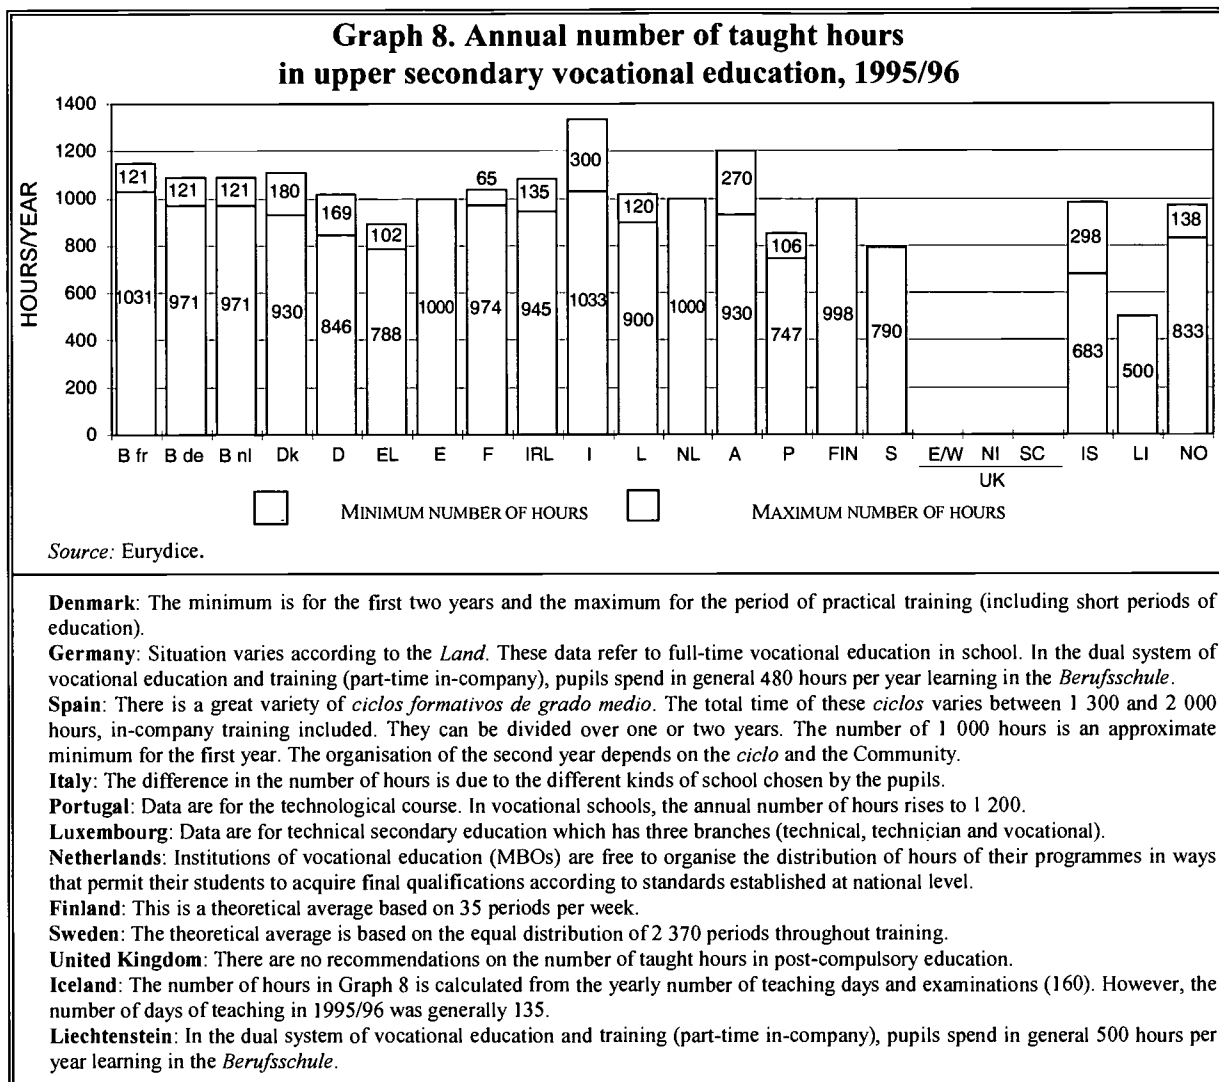 Graph 8. Annual number of taught hours
in upper secondary vocational education, 1995/96
HOURS/YEAR
1400
1200
1000
800
600
400
200
0
121 121 121 180 169 102 65 135 300 120 270 106 298 138
1031 971 971 930 846 788 1000 974 945 1033 900 1000 930 747 998 790 683 500 833
B fr B de B nl Dk D EL E F IRL I L NL A P FIN S E/W NI SC IS LI NO
UK
MINIMUM NUMBER OF HOURS MAXIMUM NUMBER OF HOURS
Source: Eurydice.
Denmark: The minimum is for the first two years and the maximum for the period of practical training (including short periods of
education).
Germany: Situation varies according to the Land. These data refer to full-time vocational education in school. In the dual system of
vocational education and training (part-time in-company), pupils spend in general 480 hours per year learning in the Berufsschule.
Spain: There is a great variety of ciclos formativos de grado medio. The total time of these ciclos varies between 1 300 and 2 000
hours, in-company training included. They can be divided over one or two years. The number of 1 000 hours is an approximate
minimum for the first year. The organisation of the second year depends on the ciclo and the Community.
Italy: The difference in the number of hours is due to the different kinds of school chosen by the pupils.
Portugal: Data are for the technological course. In vocational schools, the annual number of hours rises to 1 200.
Luxembourg: Data are for technical secondary education which has three branches (technical, technician and vocational).
Netherlands: Institutions of vocational education (MBOs) are free to organise the distribution of hours of their programmes in ways
that permit their students to acquire final qualifications according to standards established at national level.
Finland: This is a theoretical average based on 35 periods per week.
Sweden: The theoretical average is based on the equal distribution of 2 370 periods throughout training.
United Kingdom: There are no recommendations on the number of taught hours in post-compulsory education.
Iceland: The number of hours in Graph 8 is calculated from the yearly number of teaching days and examinations (160). However, the
number of days of teaching in 1995/96 was generally 135.
Liechtenstein: In the dual system of vocational education and training (part-time in-company), pupils spend in general 500 hours per
year learning in the Berufsschule.